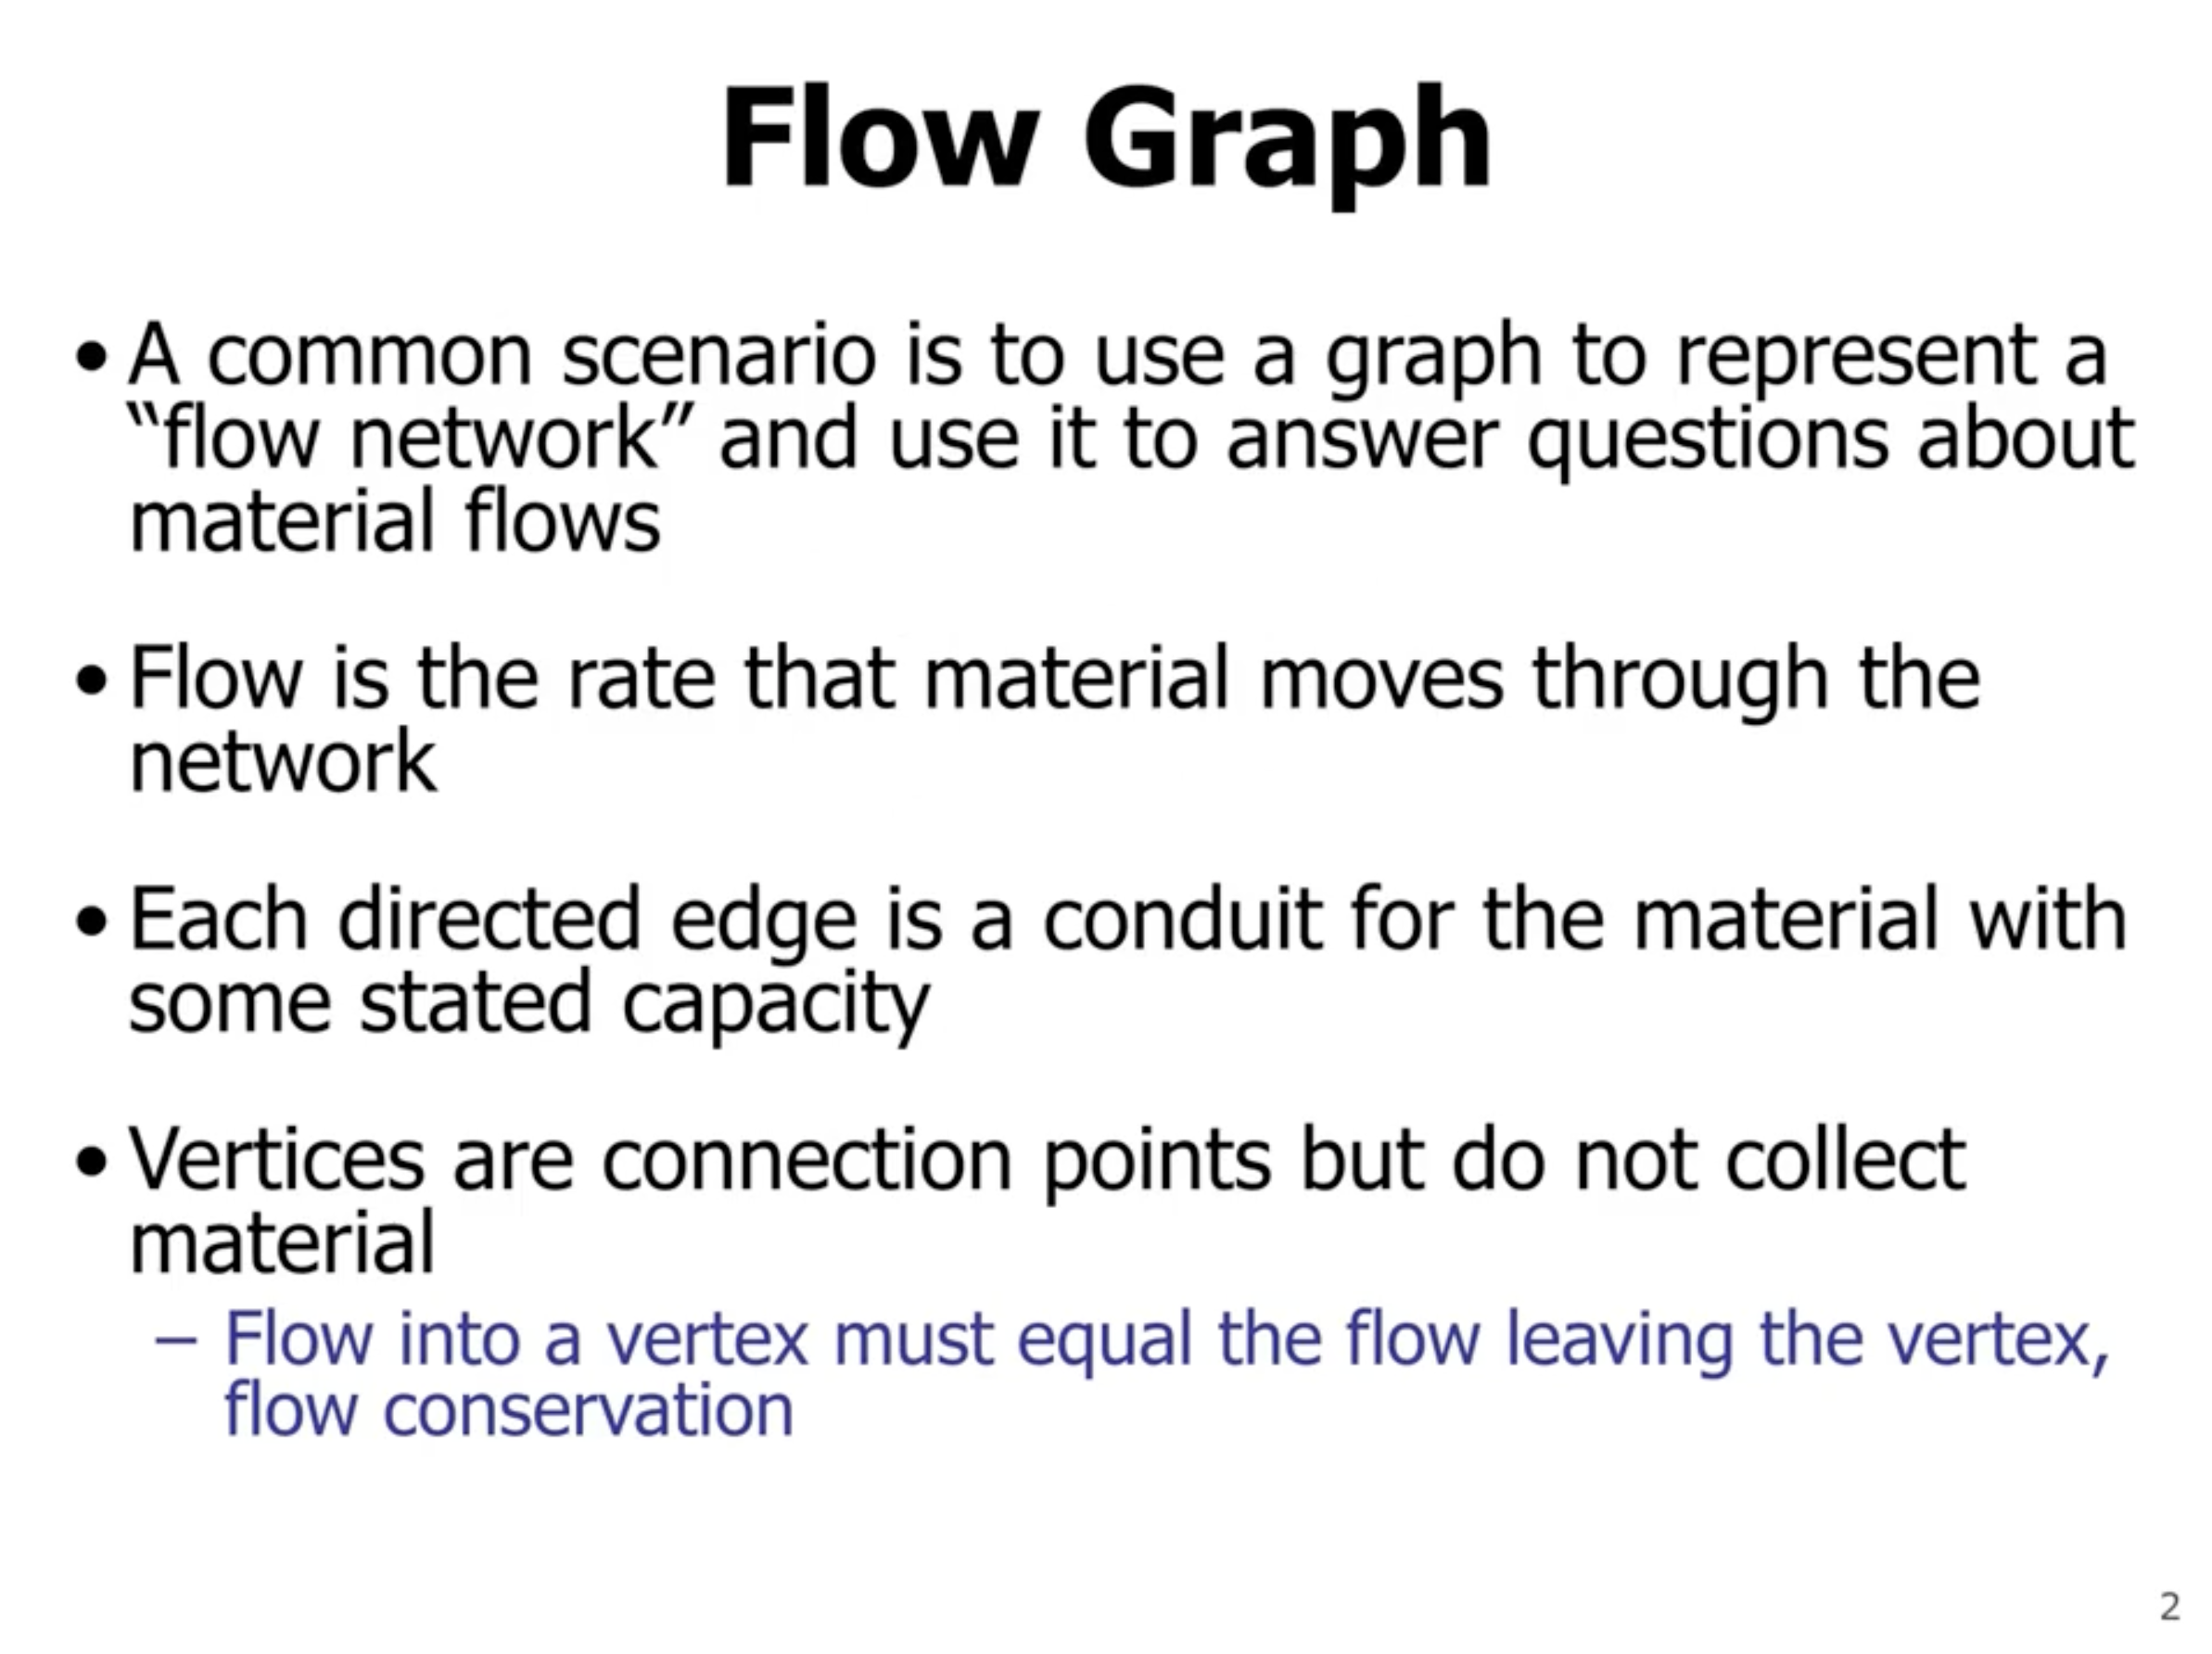 Flow Graph
• A common scenario is to use a graph to represent a
“flow network” and use it to answer questions about
material flows
• Flow is the rate that material moves through the
network
• Each directed edge is a conduit for the material with
some stated capacity
• Vertices are connection points but do not collect
material
– Flow into a vertex must equal the flow leaving the vertex,
flow conservation
2